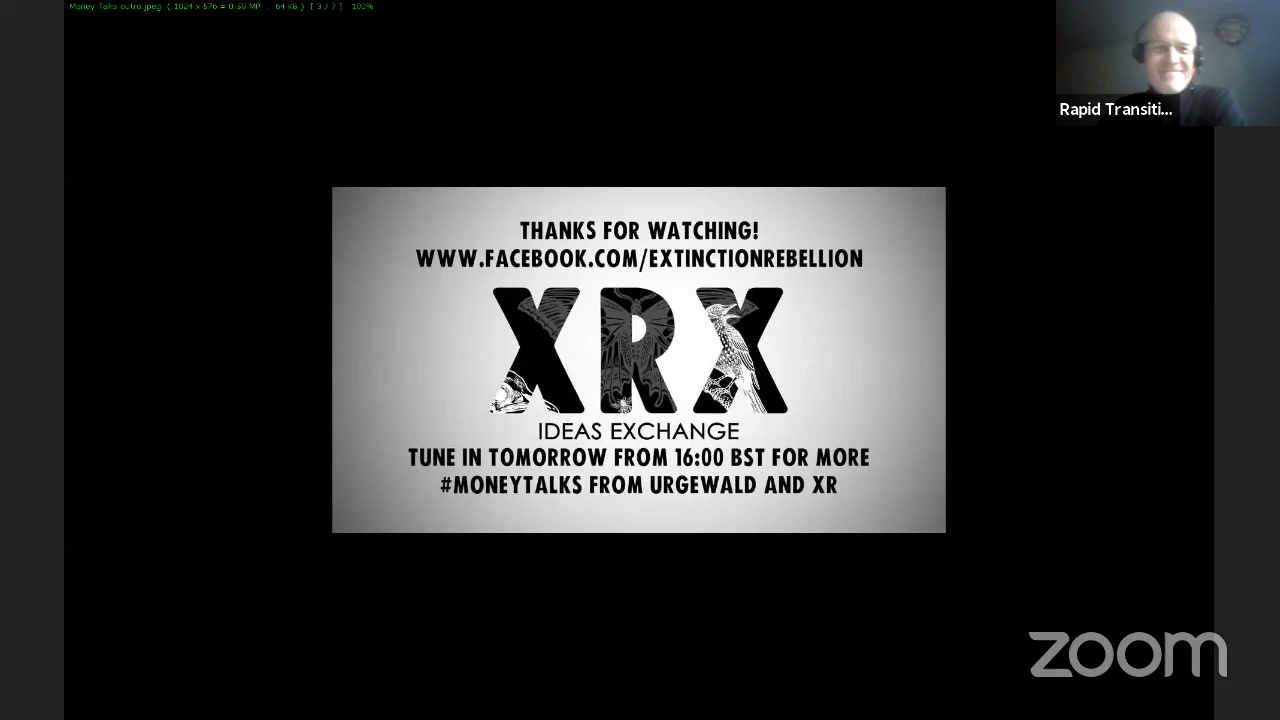 Money Talks outro.jpeg ( 1024 x 576 = 0.59 MP , 64 KB ) [ 3 / 7 ] 100%
Rapid Transiti...
THANKS FOR WATCHING!
WWW.FACEBOOK.COM/EXTINCTIONREBELLION
XRX
IDEAS EXCHANGE
TUNE IN TOMORROW FROM 16:00 BST FOR MORE
#MONEYTALKS FROM URGEWALD AND XR
zoom